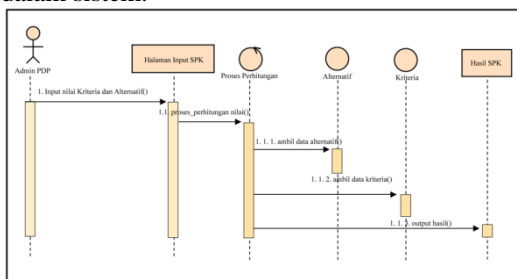 dalam sistem.
Admin PDP
Halaman Input SPK
Proses Perhitungan
Alternatif
Kriteria
Hasil SPK
1. Input nilai Kriteria dan Alternatif()
1.1. proses_perhitungan nilai()
1. 1. 1. ambil data alternatif()
1. 1. 2. ambil data kriteria()
1. 1. 3. output hasil()